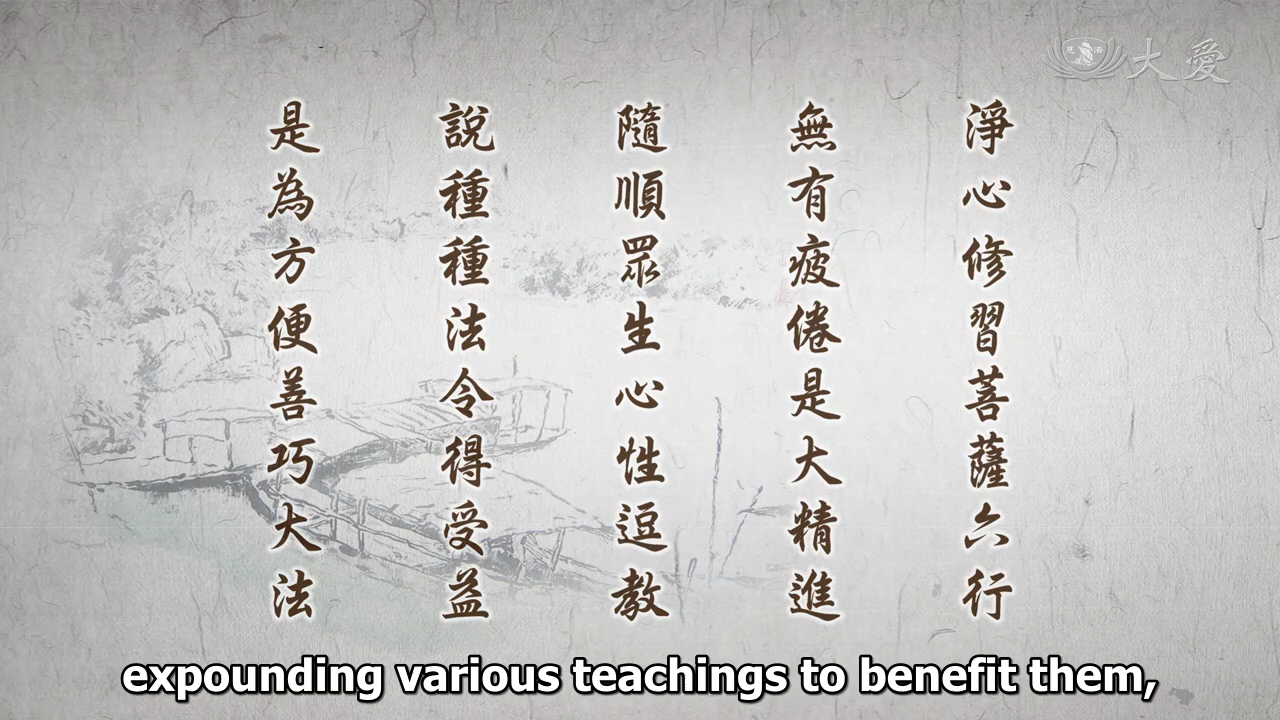 大愛
淨心修習菩薩六行
無有疲倦是大精進
隨順眾生心性逗教
說種種法令得受益
是為方便善巧大法
expounding various teachings to benefit them,